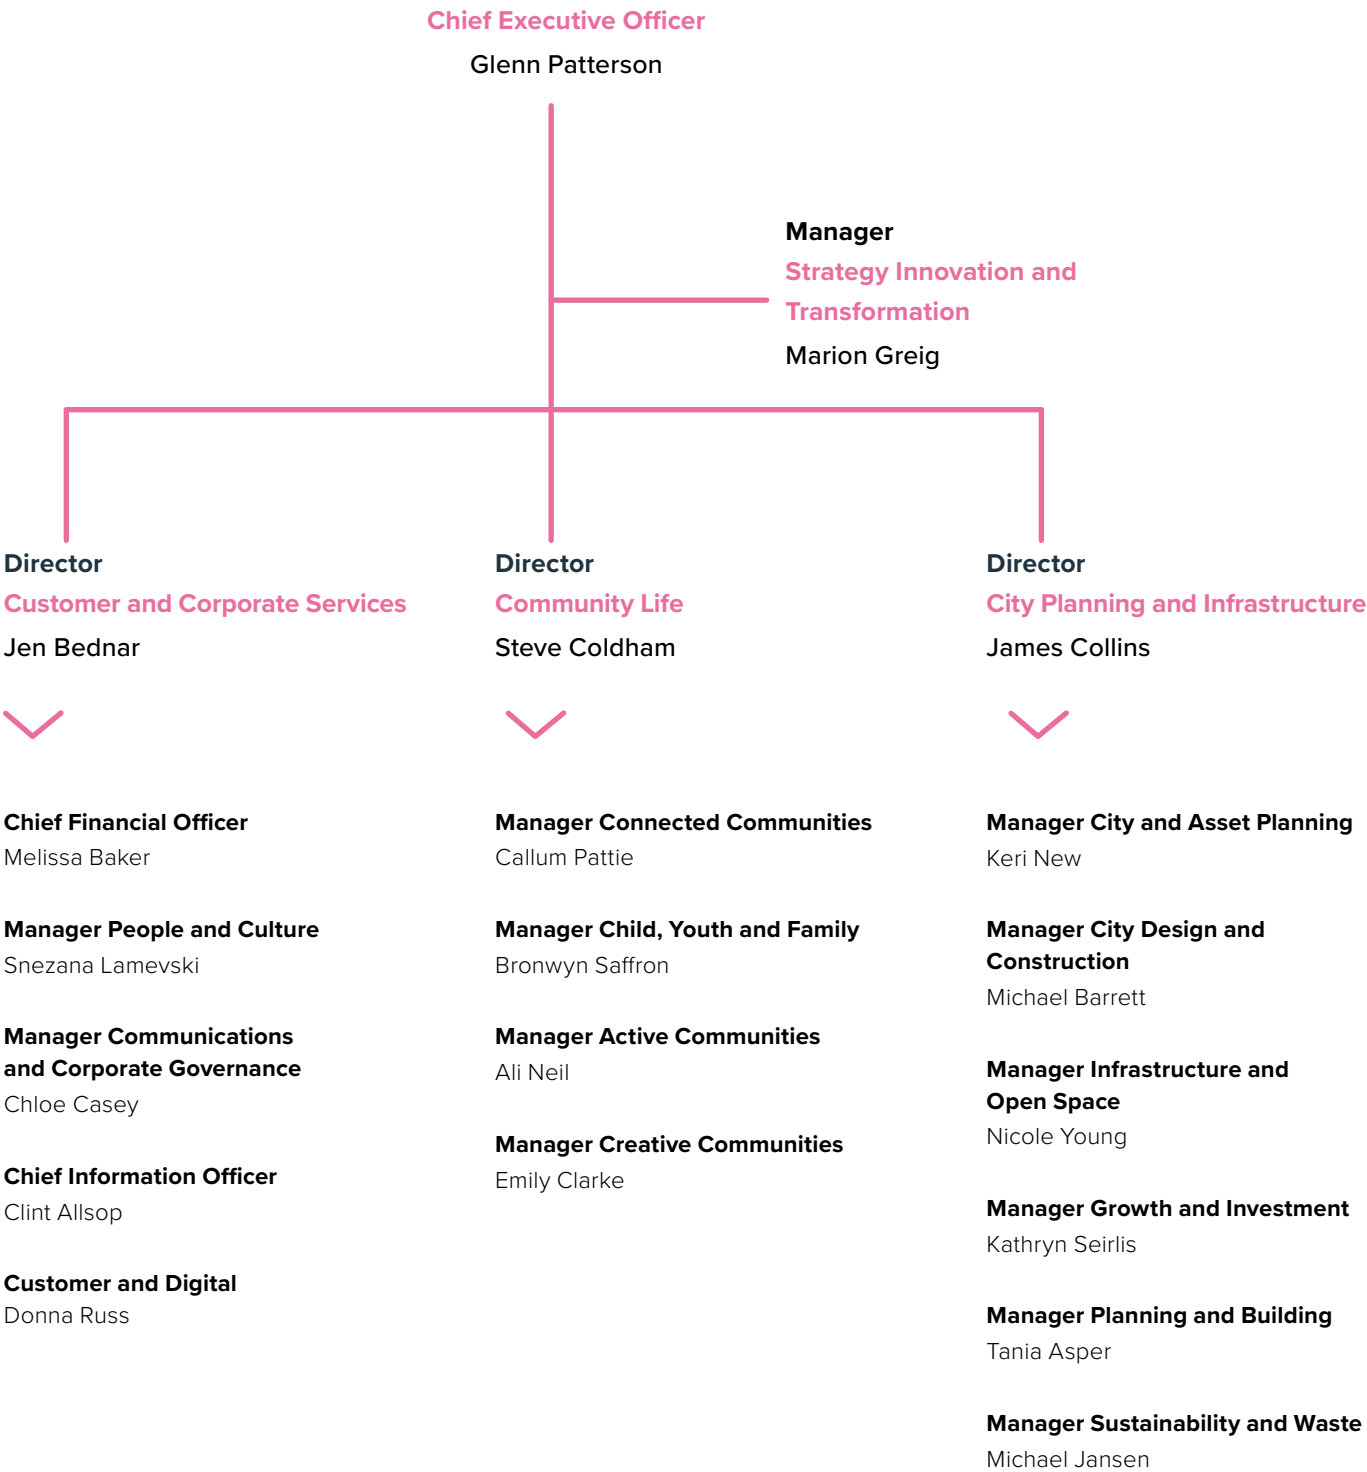 Chief Executive Officer
Glenn Patterson
Manager
Strategy Innovation and
Transformation
Marion Greig
Director
Customer and Corporate Services
Jen Bednar
Chief Financial Officer
Melissa Baker
Manager People and Culture
Snezana Lamevski
Manager Communications
and Corporate Governance
Chloe Casey
Chief Information Officer
Clint Allsop
Customer and Digital
Donna Russ
Director
Community Life
Steve Coldham
Manager Connected Communities
Callum Pattie
Manager Child, Youth and Family
Bronwyn Saffron
Manager Active Communities
Ali Neil
Manager Creative Communities
Emily Clarke
Director
City Planning and Infrastructure
James Collins
Manager City and Asset Planning
Keri New
Manager City Design and
Construction
Michael Barrett
Manager Infrastructure and
Open Space
Nicole Young
Manager Growth and Investment
Kathryn Seirlis
Manager Planning and Building
Tania Asper
Manager Sustainability and Waste
Michael Jansen